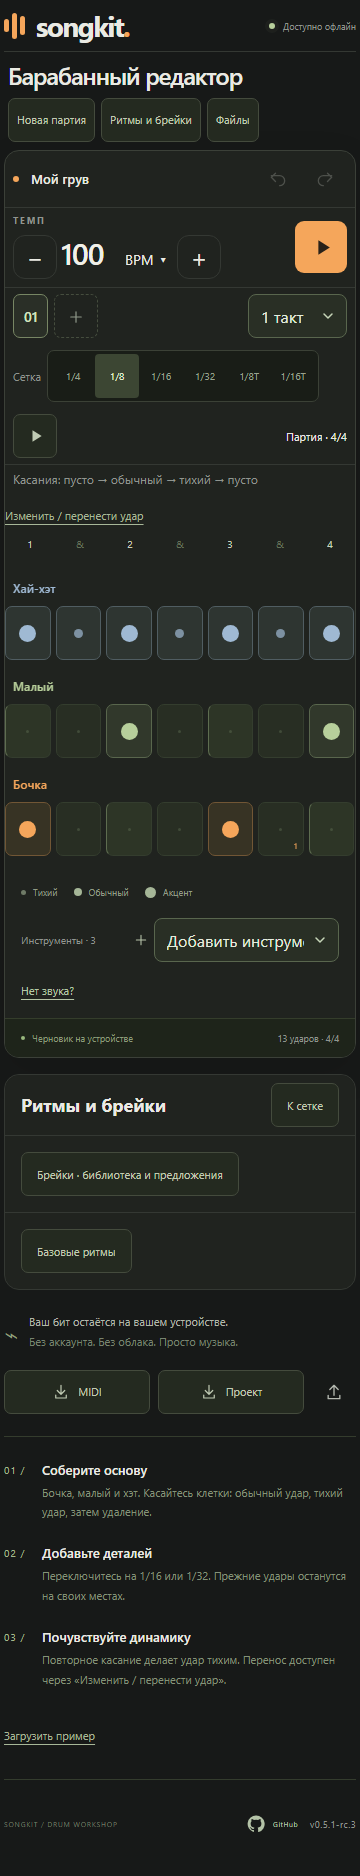 songkit.
Доступно офлайн
Барабанный редактор
Новая партия
Ритмы и брейки
Файлы
Мой грув
ТЕМП
− 100 BPM ▾ +
01 + 1 такт
Сетка 1/4 1/8 1/16 1/32 1/8T 1/16T
Партия · 4/4
Касания: пусто → обычный → тихий → пусто
Изменить / перенести удар
1 & 2 & 3 & 4
Хай-хэт
Малый
Бочка
1
Тихий Обычный Акцент
Инструменты · 3 + Добавить инструм
Нет звука?
Черновик на устройстве 13 ударов · 4/4
Ритмы и брейки
К сетке
Брейки · библиотека и предложения
Базовые ритмы
Ваш бит остаётся на вашем устройстве.
Без аккаунта. Без облака. Просто музыка.
MIDI
Проект
01 / Соберите основу
Бочка, малый и хэт. Касайтесь клетки: обычный удар, тихий
удар, затем удаление.
02 / Добавьте деталей
Переключитесь на 1/16 или 1/32. Прежние удары останутся
на своих местах.
03 / Почувствуйте динамику
Повторное касание делает удар тихим. Перенос доступен
через «Изменить / перенести удар».
Загрузить пример
SONGKIT / DRUM WORKSHOP
GitHub
v0.5.1-rc.3